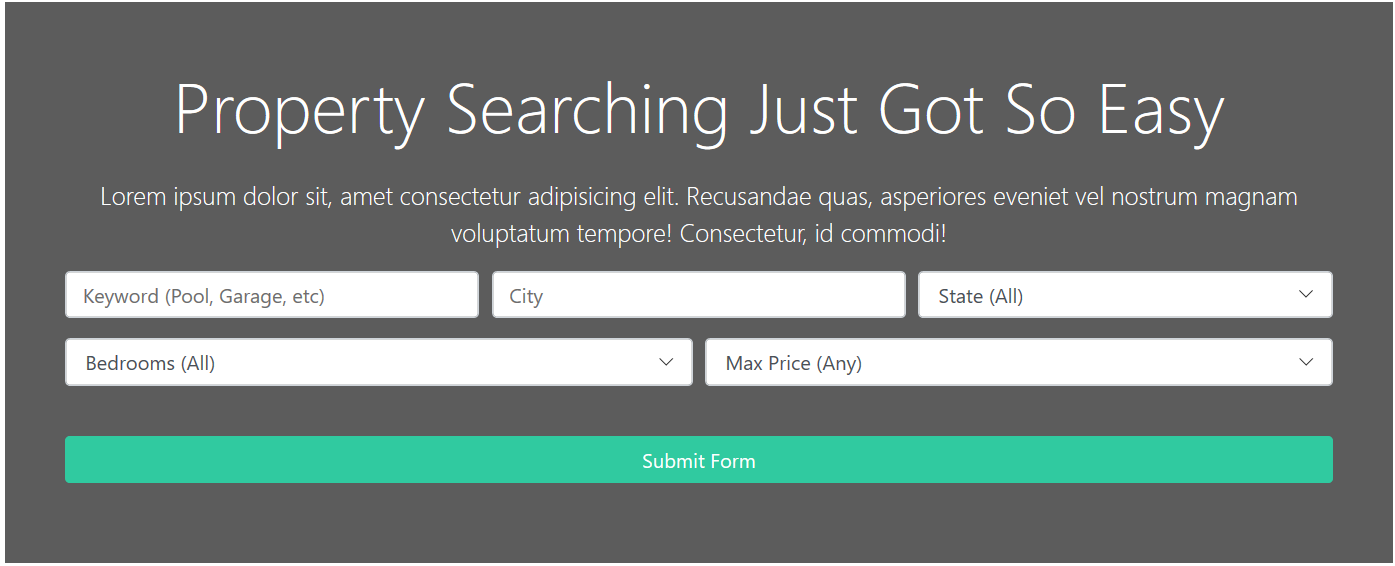 Property Searching Just Got So Easy
Lorem ipsum dolor sit, amet consectetur adipisicing elit. Recusandae quas, asperiores eveniet vel nostrum magnam
voluptatum tempore! Consectetur, id commodi!
Keyword (Pool, Garage, etc) City State (All)
Bedrooms (All) Max Price (Any)
Submit Form